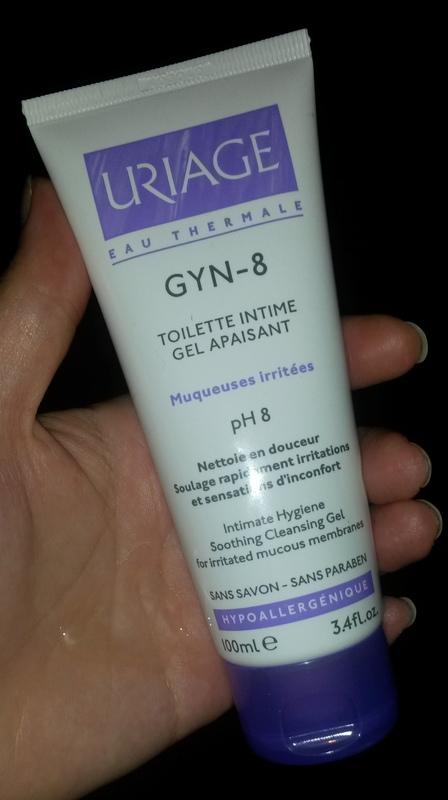 URIAGE
EAU THERMALE
GYN-8
TOILETTE INTIME
GEL APAISANT
Muqueuses irritées
pH 8
Nettoie en douceur
Soulage rapidement irritations
et sensations d'inconfort
Intimate Hygiene
Soothing Cleansing Gel
for irritated mucous membranes
SANS SAVON - SANS PARABEN
HYPOALLERGÉNIQUE
100ml e 3.4fl.oz.